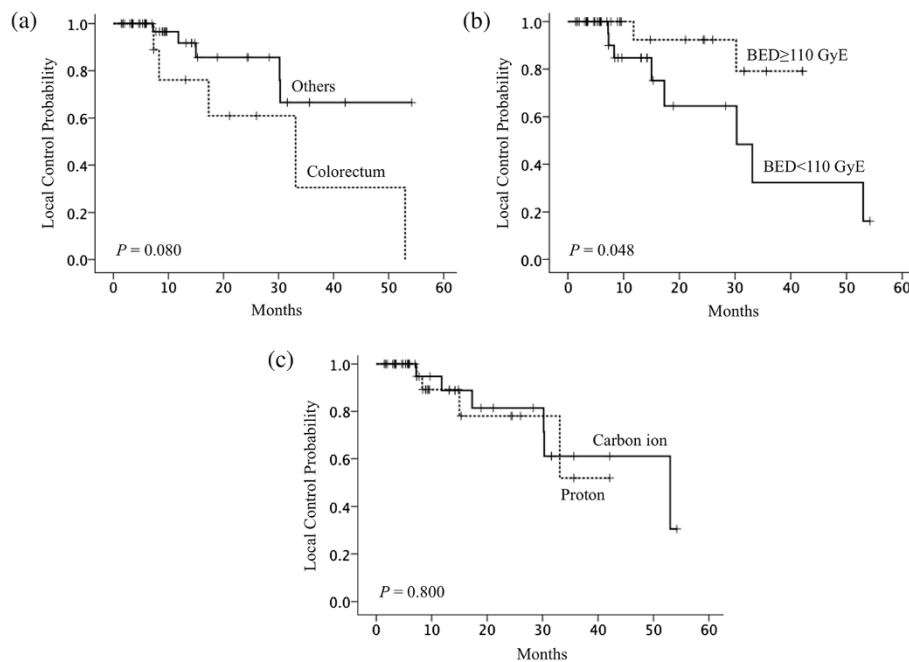 (a)
Local Control Probability
1.0
0.8
0.6
0.4
0.2
0.0
Others
Colorectum
P = 0.080
0 10 20 30 40 50 60
Months
(b)
Local Control Probability
1.0
0.8
0.6
0.4
0.2
0.0
BED≥110 GyE
BED<110 GyE
P = 0.048
0 10 20 30 40 50 60
Months
(c)
Local Control Probability
1.0
0.8
0.6
0.4
0.2
0.0
Carbon ion
Proton
P = 0.800
0 10 20 30 40 50 60
Months